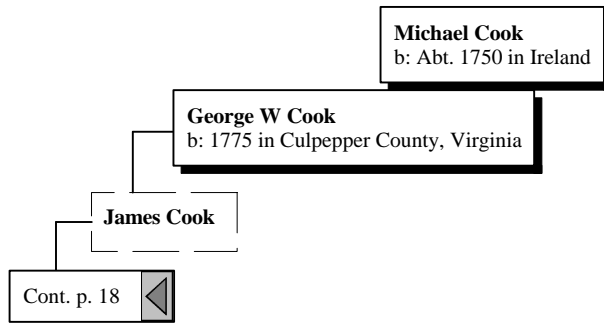 Michael Cook
b: Abt. 1750 in Ireland
George W Cook
b: 1775 in Culpepper County, Virginia
James Cook
Cont. p. 18